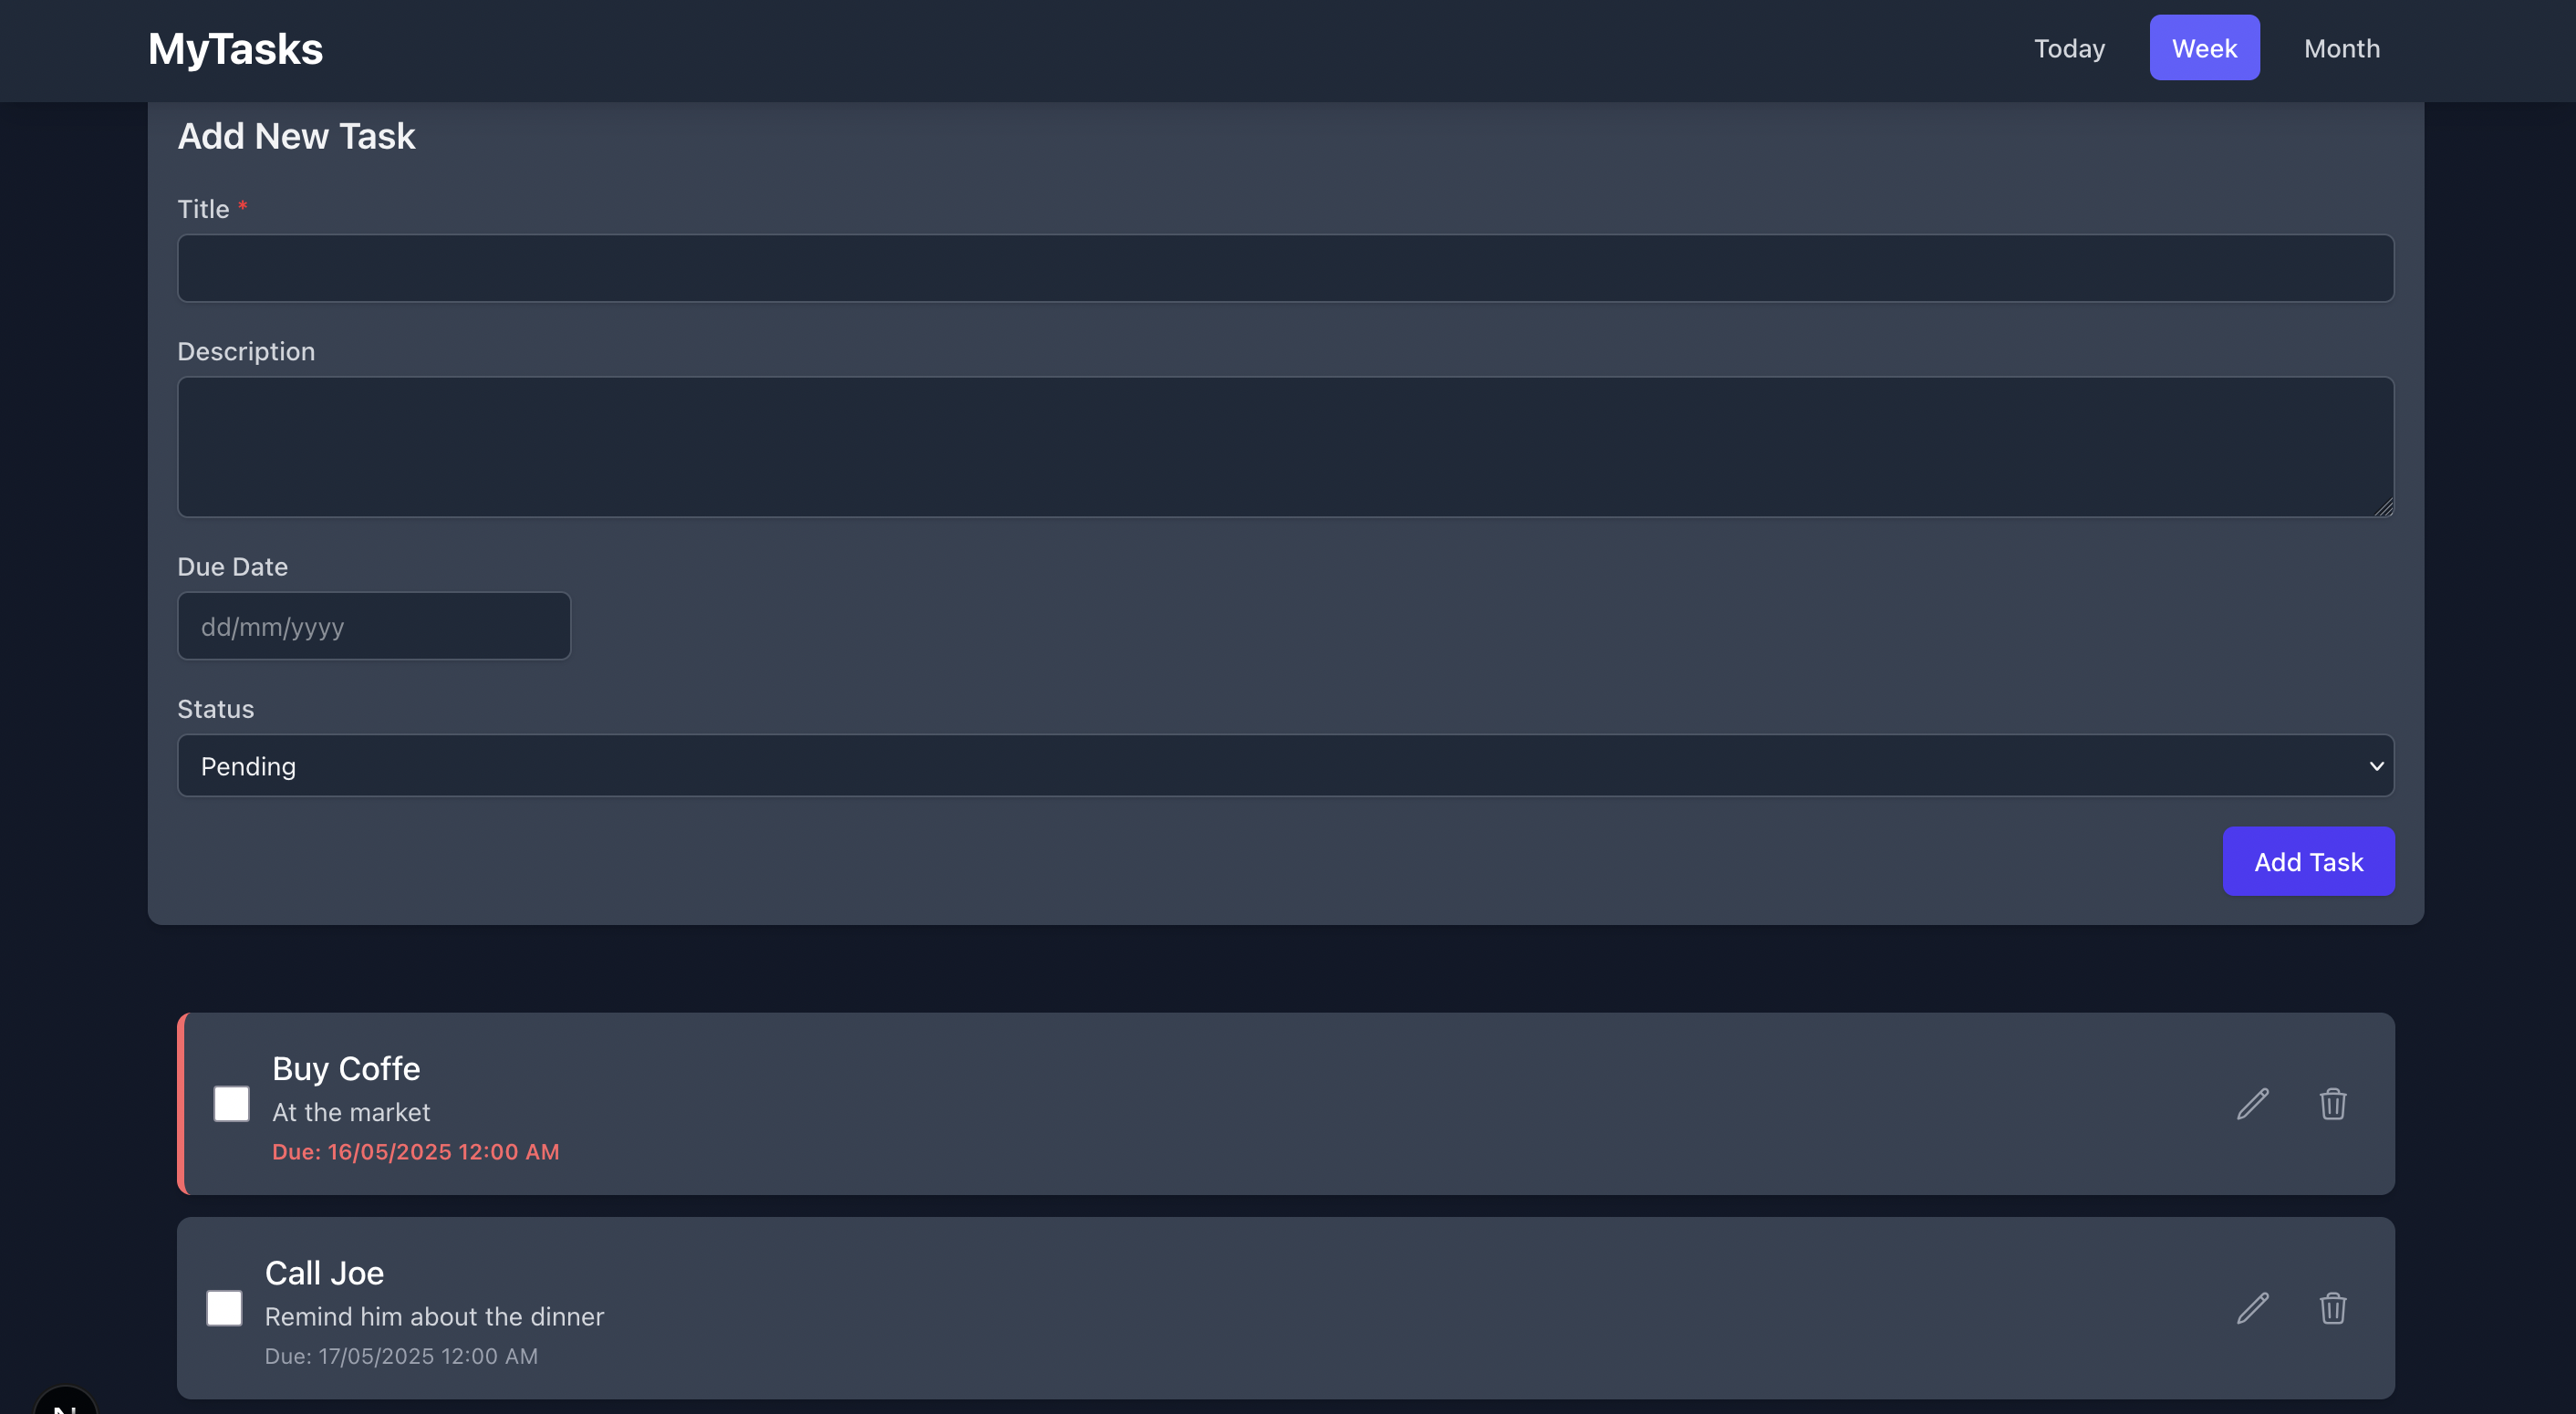 MyTasks
Today
Week
Month
Add New Task
Title *
Description
Due Date
dd/mm/yyyy
Status
Pending
Add Task
Buy Coffe
At the market
Due: 16/05/2025 12:00 AM
Call Joe
Remind him about the dinner
Due: 17/05/2025 12:00 AM